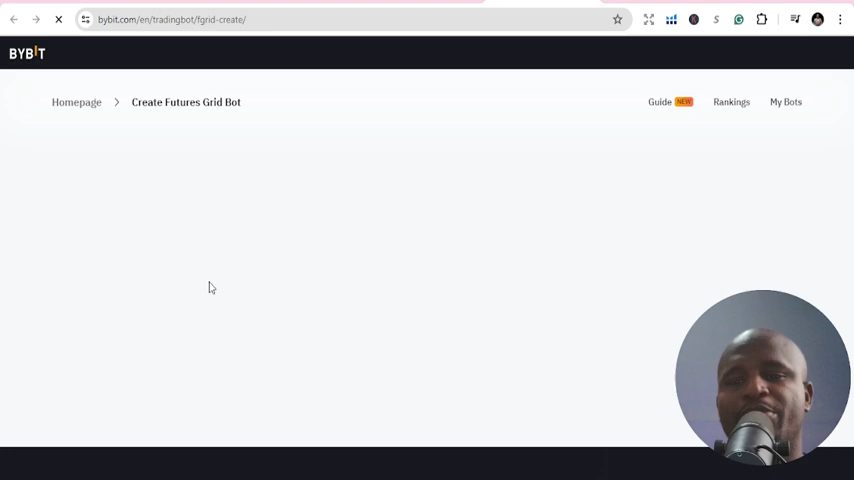 bybit.com/en/tradingbot/fgrid-create/
BYBIT
Homepage > Create Futures Grid Bot
Guide NEW Rankings My Bots